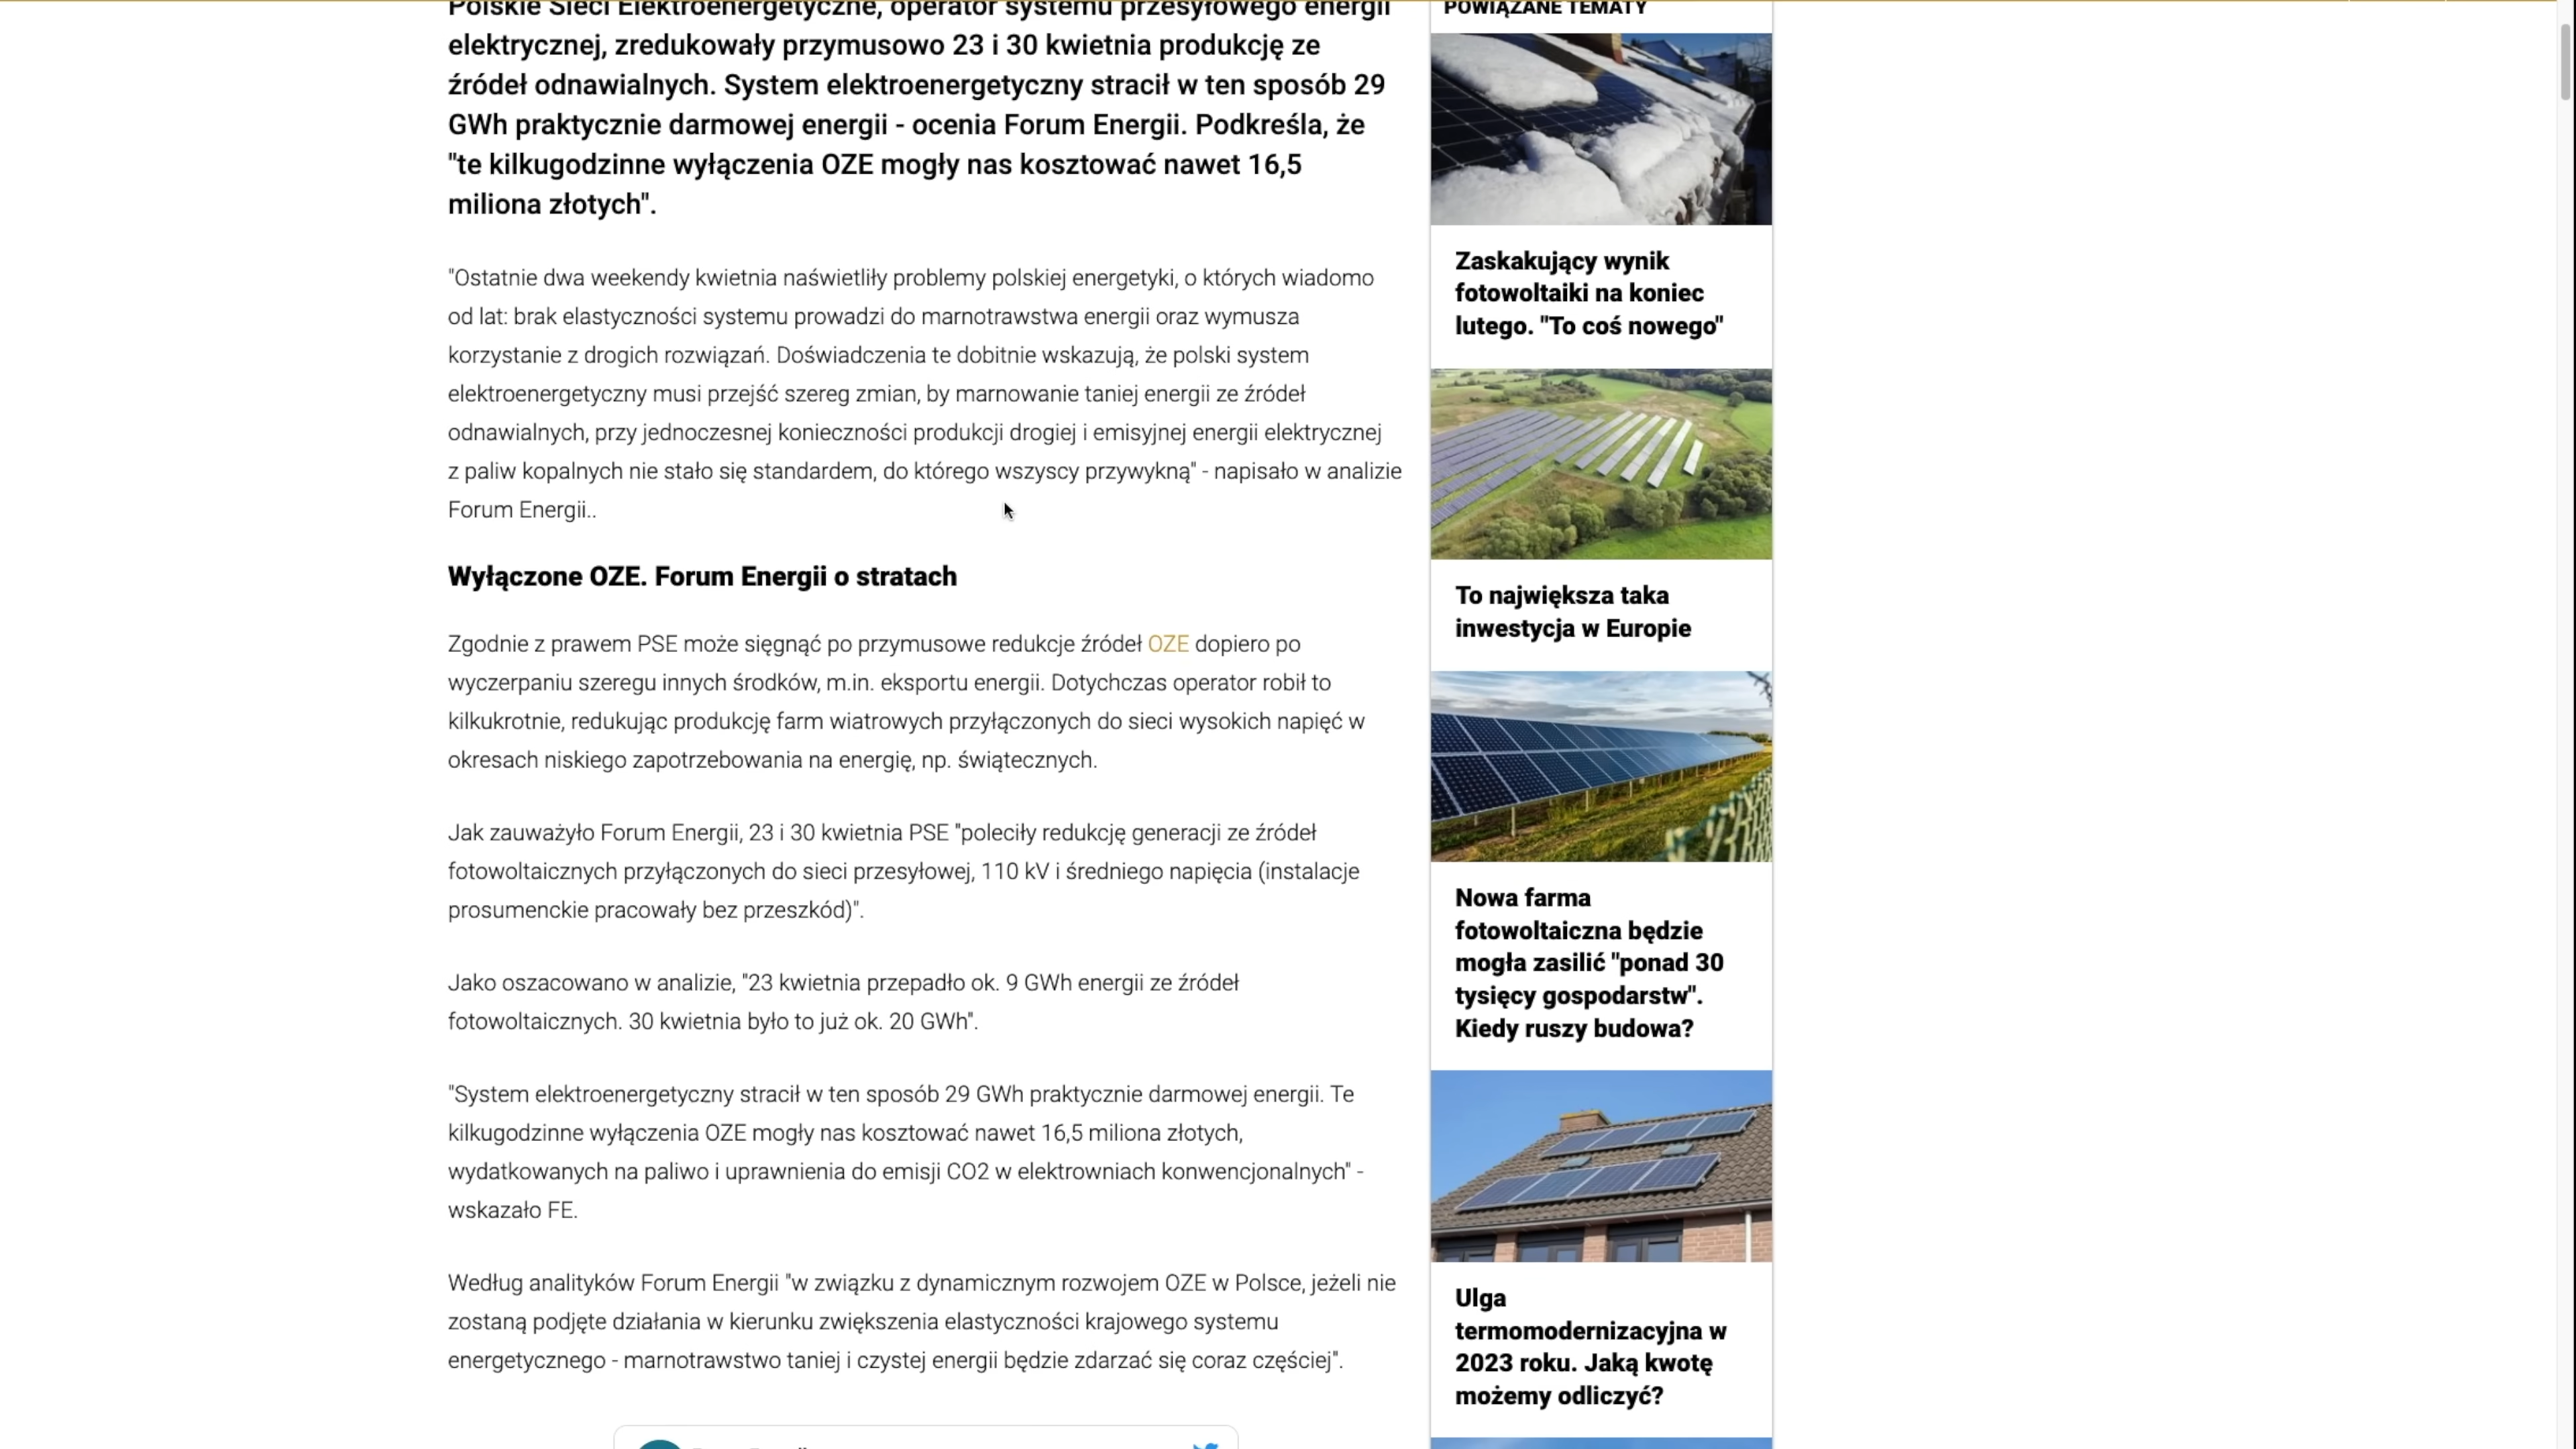 Polskie Sieci Elektroenergetyczne, operator systemu przesyłowego energii
elektrycznej, zredukowały przymusowo 23 i 30 kwietnia produkcję ze
źródeł odnawialnych. System elektroenergetyczny stracił w ten sposób 29
GWh praktycznie darmowej energii - ocenia Forum Energii. Podkreśla, że
"te kilkugodzinne wyłączenia OZE mogły nas kosztować nawet 16,5
miliona złotych".
"Ostatnie dwa weekendy kwietnia naświetliły problemy polskiej energetyki, o których wiadomo
od lat: brak elastyczności systemu prowadzi do marnotrawstwa energii oraz wymusza
korzystanie z drogich rozwiązań. Doświadczenia te dobitnie wskazują, że polski system
elektroenergetyczny musi przejść szereg zmian, by marnowanie taniej energii ze źródeł
odnawialnych, przy jednoczesnej konieczności produkcji drogiej i emisyjnej energii elektrycznej
z paliw kopalnych nie stało się standardem, do którego wszyscy przywykną" - napisało w analizie
Forum Energii..
Wyłączone OZE. Forum Energii o stratach
Zgodnie z prawem PSE może sięgnąć po przymusowe redukcje źródeł OZE dopiero po
wyczerpaniu szeregu innych środków, m.in. eksportu energii. Dotychczas operator robił to
kilkukrotnie, redukując produkcję farm wiatrowych przyłączonych do sieci wysokich napięć w
okresach niskiego zapotrzebowania na energię, np. świątecznych.
Jak zauważyło Forum Energii, 23 i 30 kwietnia PSE "poleciły redukcję generacji ze źródeł
fotowoltaicznych przyłączonych do sieci przesyłowej, 110 kV i średniego napięcia (instalacje
prosumenckie pracowały bez przeszkód)".
Jako oszacowano w analizie, "23 kwietnia przepadło ok. 9 GWh energii ze źródeł
fotowoltaicznych. 30 kwietnia było to już ok. 20 GWh".
"System elektroenergetyczny stracił w ten sposób 29 GWh praktycznie darmowej energii. Te
kilkugodzinne wyłączenia OZE mogły nas kosztować nawet 16,5 miliona złotych,
wydatkowanych na paliwo i uprawnienia do emisji CO2 w elektrowniach konwencjonalnych" -
wskazało FE.
Według analityków Forum Energii "w związku z dynamicznym rozwojem OZE w Polsce, jeżeli nie
zostaną podjęte działania w kierunku zwiększenia elastyczności krajowego systemu
energetycznego - marnotrawstwo taniej i czystej energii będzie zdarzać się coraz częściej".
POWIĄZANE TEMATY
Zaskakujący wynik
fotowoltaiki na koniec
lutego. "To coś nowego"
To największa taka
inwestycja w Europie
Nowa farma
fotowoltaiczna będzie
mogła zasilić "ponad 30
tysięcy gospodarstw".
Kiedy ruszy budowa?
Ulga
termomodernizacyjna w
2023 roku. Jaką kwotę
możemy odliczyć?